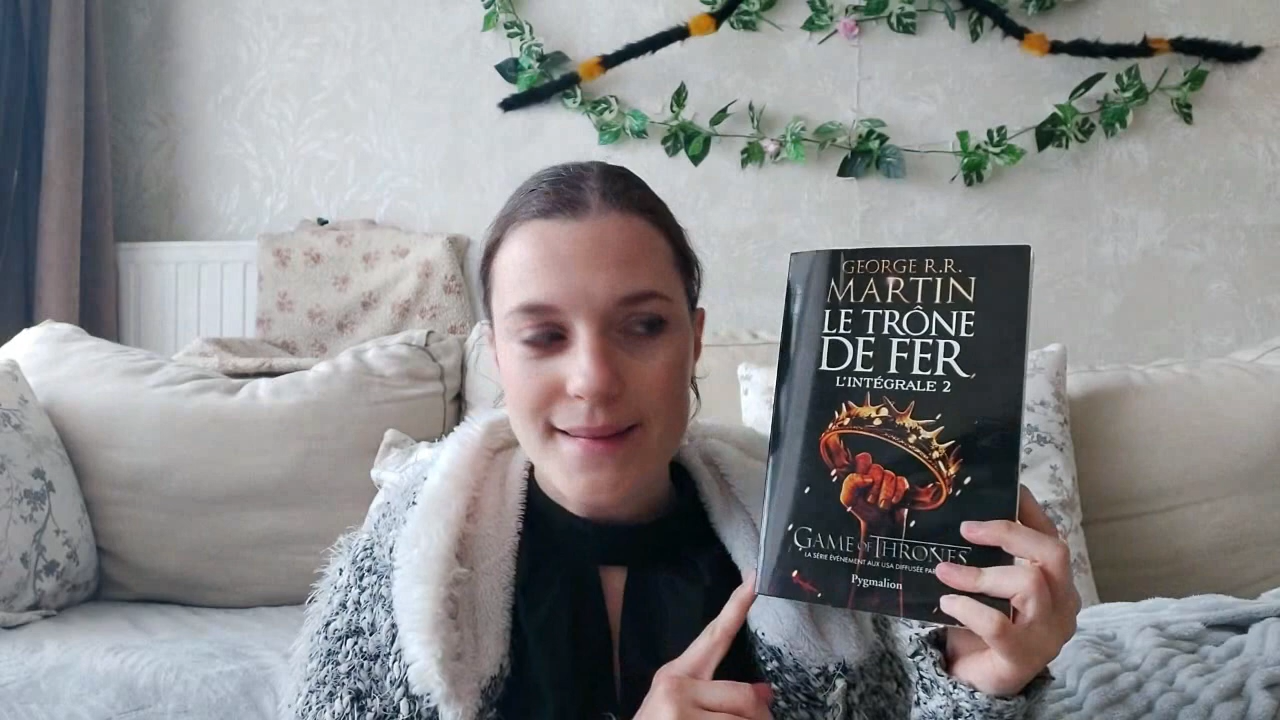 GEORGE R.R.
MARTIN
LE TRÔNE
DE FER
L'INTÉGRALE 2
GAME OF THRONES
LA SÉRIE ÉVÉNEMENT AUX USA DIFFUSÉE PAR
Pygmalion